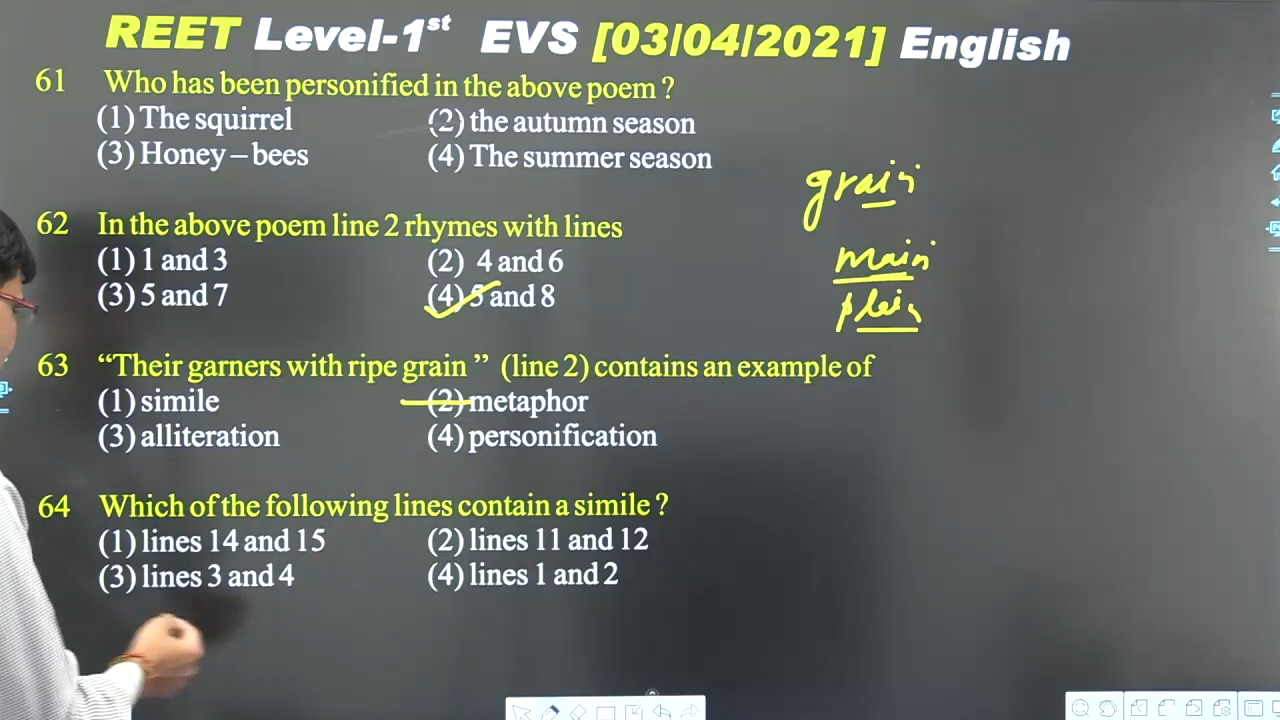 REET Level-1st EVS [03/04/2021] English
61 Who has been personified in the above poem ?
(1) The squirrel (2) the autumn season
(3) Honey – bees (4) The summer season
grain
62 In the above poem line 2 rhymes with lines
(1) 1 and 3 (2) 4 and 6
main
(3) 5 and 7 (4) 5 and 8
plain
63 “Their garners with ripe grain ” (line 2) contains an example of
(1) simile (2) metaphor
(3) alliteration (4) personification
64 Which of the following lines contain a simile ?
(1) lines 14 and 15 (2) lines 11 and 12
(3) lines 3 and 4 (4) lines 1 and 2